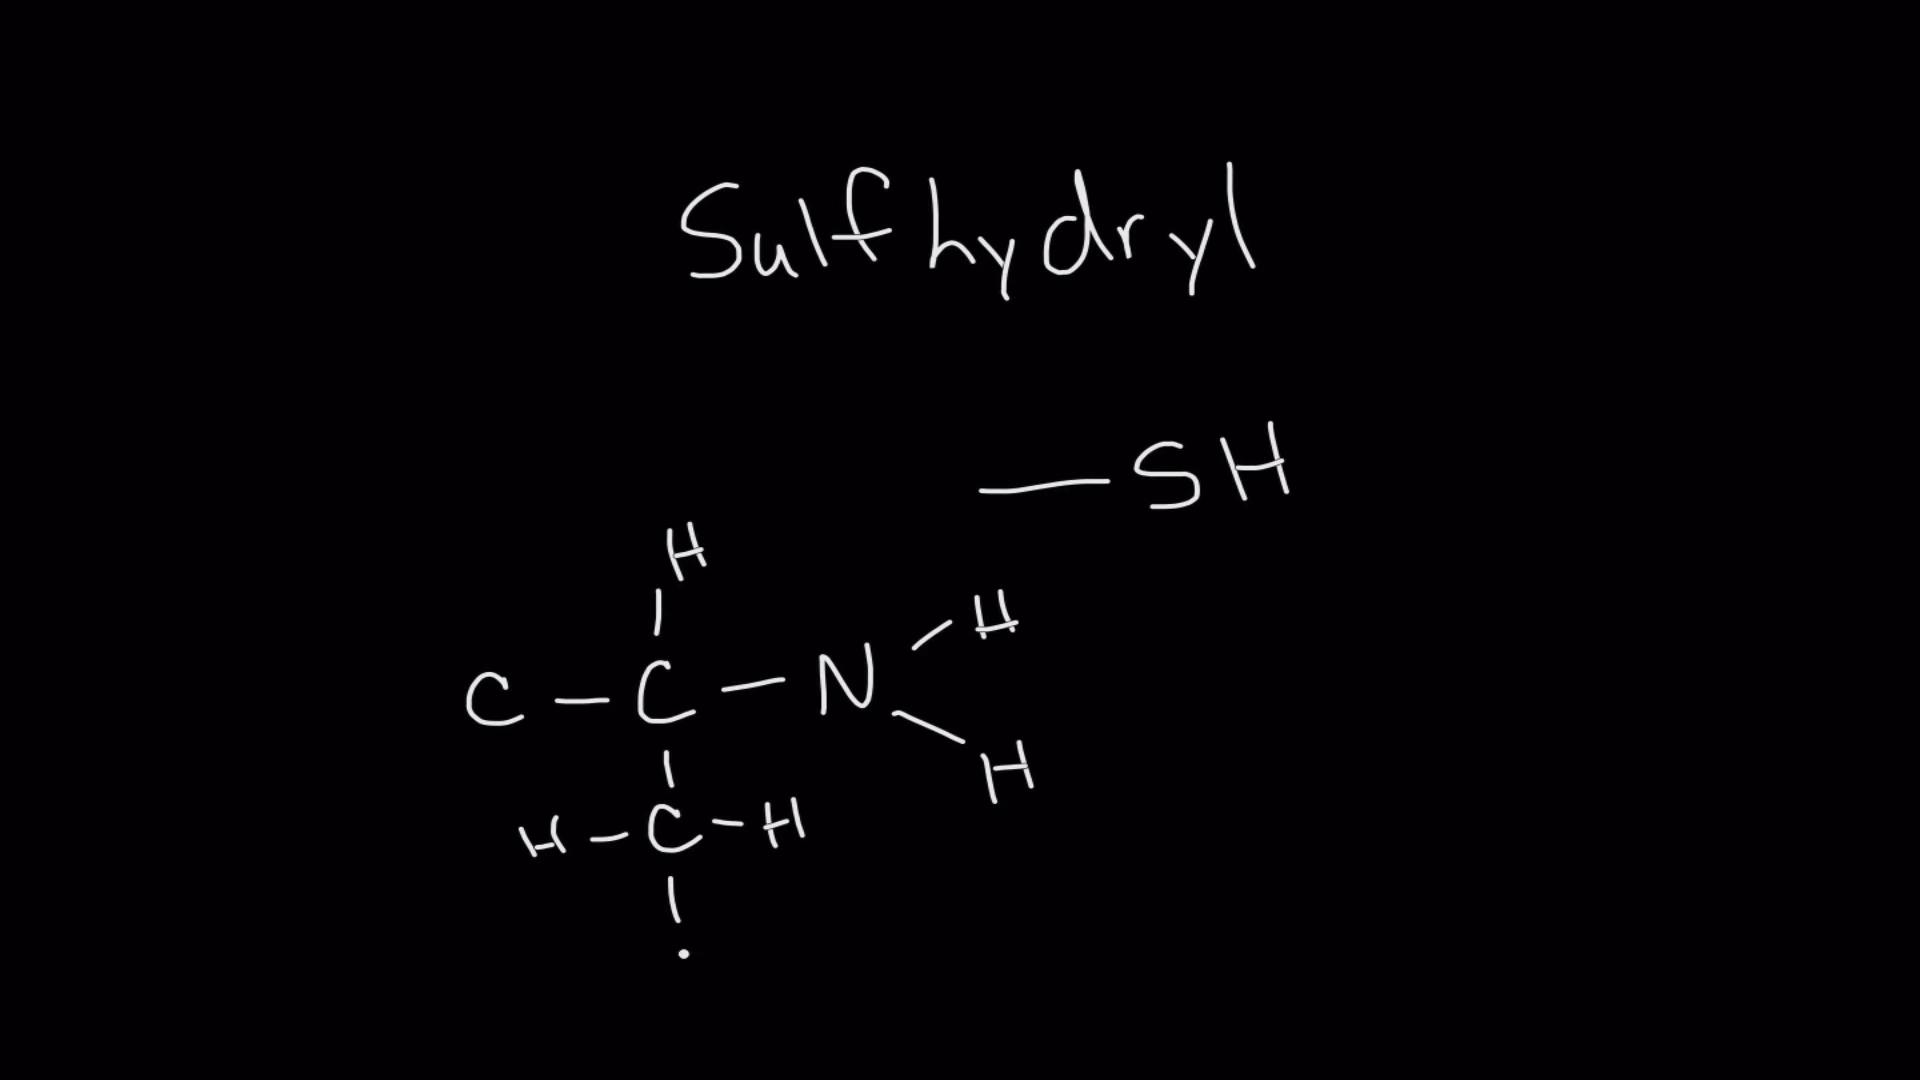 Sulfhydryl
—SH
H
H
C — C — N
H
H — C — H